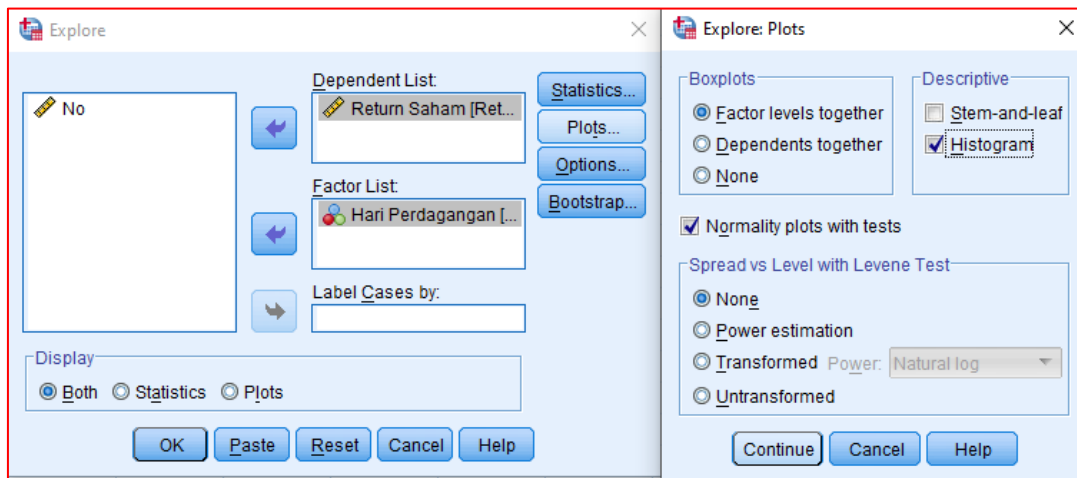 Explore
No
Dependent List:
Return Saham [Ret...
Factor List:
Hari Perdagangan [...
Label Cases by:
Statistics...
Plots...
Options...
Bootstrap...
Display
Both Statistics Plots
OK Paste Reset Cancel Help
Explore: Plots
Boxplots
Factor levels together
Dependents together
None
Descriptive
Stem-and-leaf
Histogram
Normality plots with tests
Spread vs Level with Levene Test
None
Power estimation
Transformed Power: Natural log
Untransformed
Continue Cancel Help